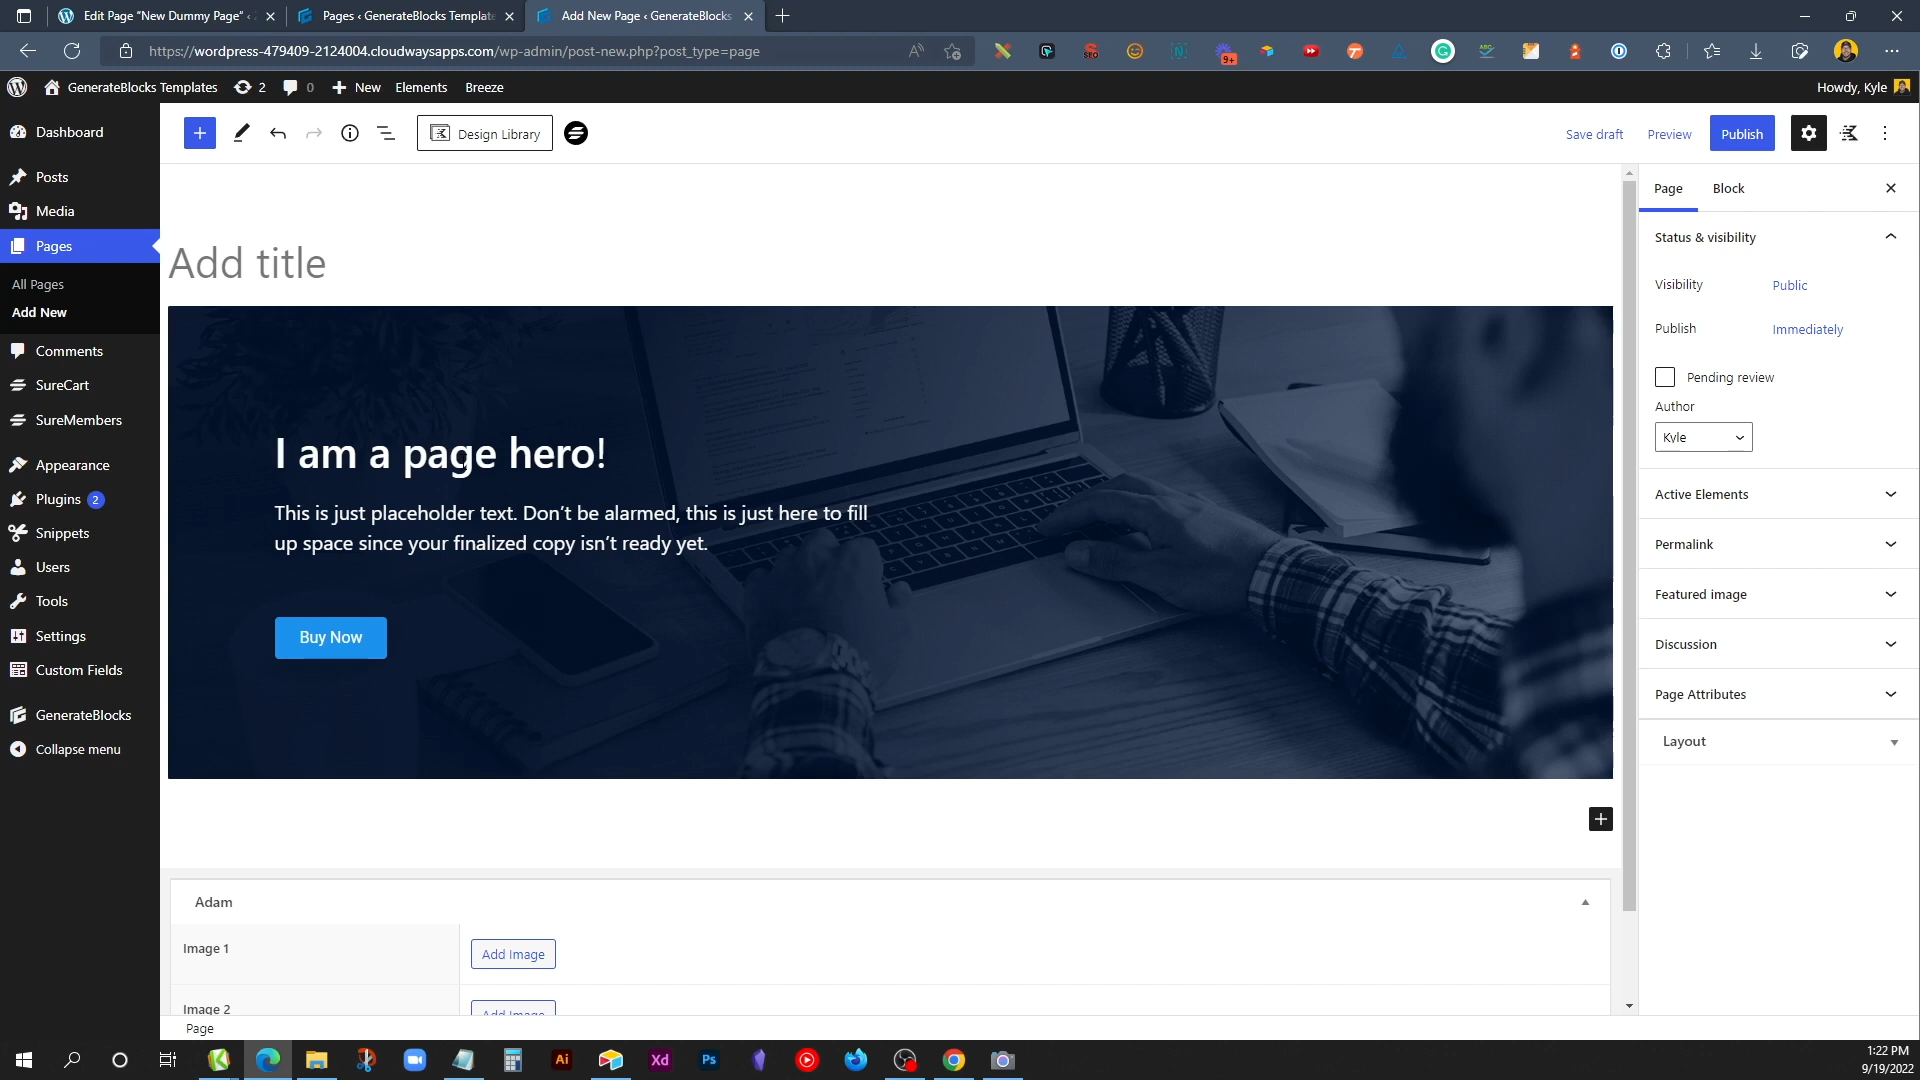 Edit Page "New Dummy Page" ‹
Pages ‹ GenerateBlocks Template
Add New Page ‹ GenerateBlocks
https://wordpress-479409-2124004.cloudwaysapps.com/wp-admin/post-new.php?post_type=page
9+
GenerateBlocks Templates
2
0
New
Elements
Breeze
Howdy, Kyle
Dashboard
Posts
Media
Pages
All Pages
Add New
Comments
SureCart
SureMembers
Appearance
Plugins 2
Snippets
Users
Tools
Settings
Custom Fields
GenerateBlocks
Collapse menu
Design Library
Save draft
Preview
Publish
Add title
I am a page hero!
This is just placeholder text. Don't be alarmed, this is just here to fill
up space since your finalized copy isn't ready yet.
Buy Now
Adam
Image 1
Add Image
Image 2
Add Image
Page
Page
Block
Status & visibility
Visibility
Public
Publish
Immediately
Pending review
Author
Kyle
Active Elements
Permalink
Featured image
Discussion
Page Attributes
Layout
Ai
Xd
Ps
1:22 PM
9/19/2022